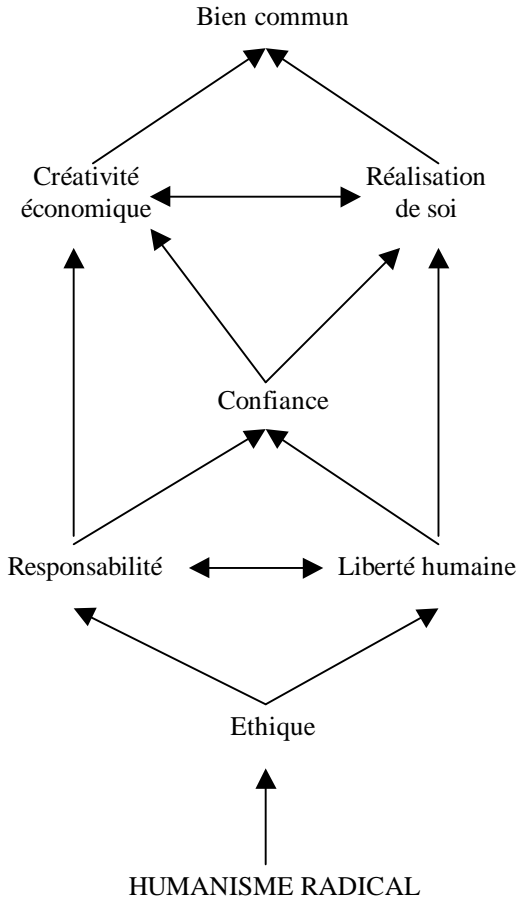 Bien commun
Créativité
économique
Réalisation
de soi
Confiance
Responsabilité
Liberté humaine
Ethique
HUMANISME RADICAL